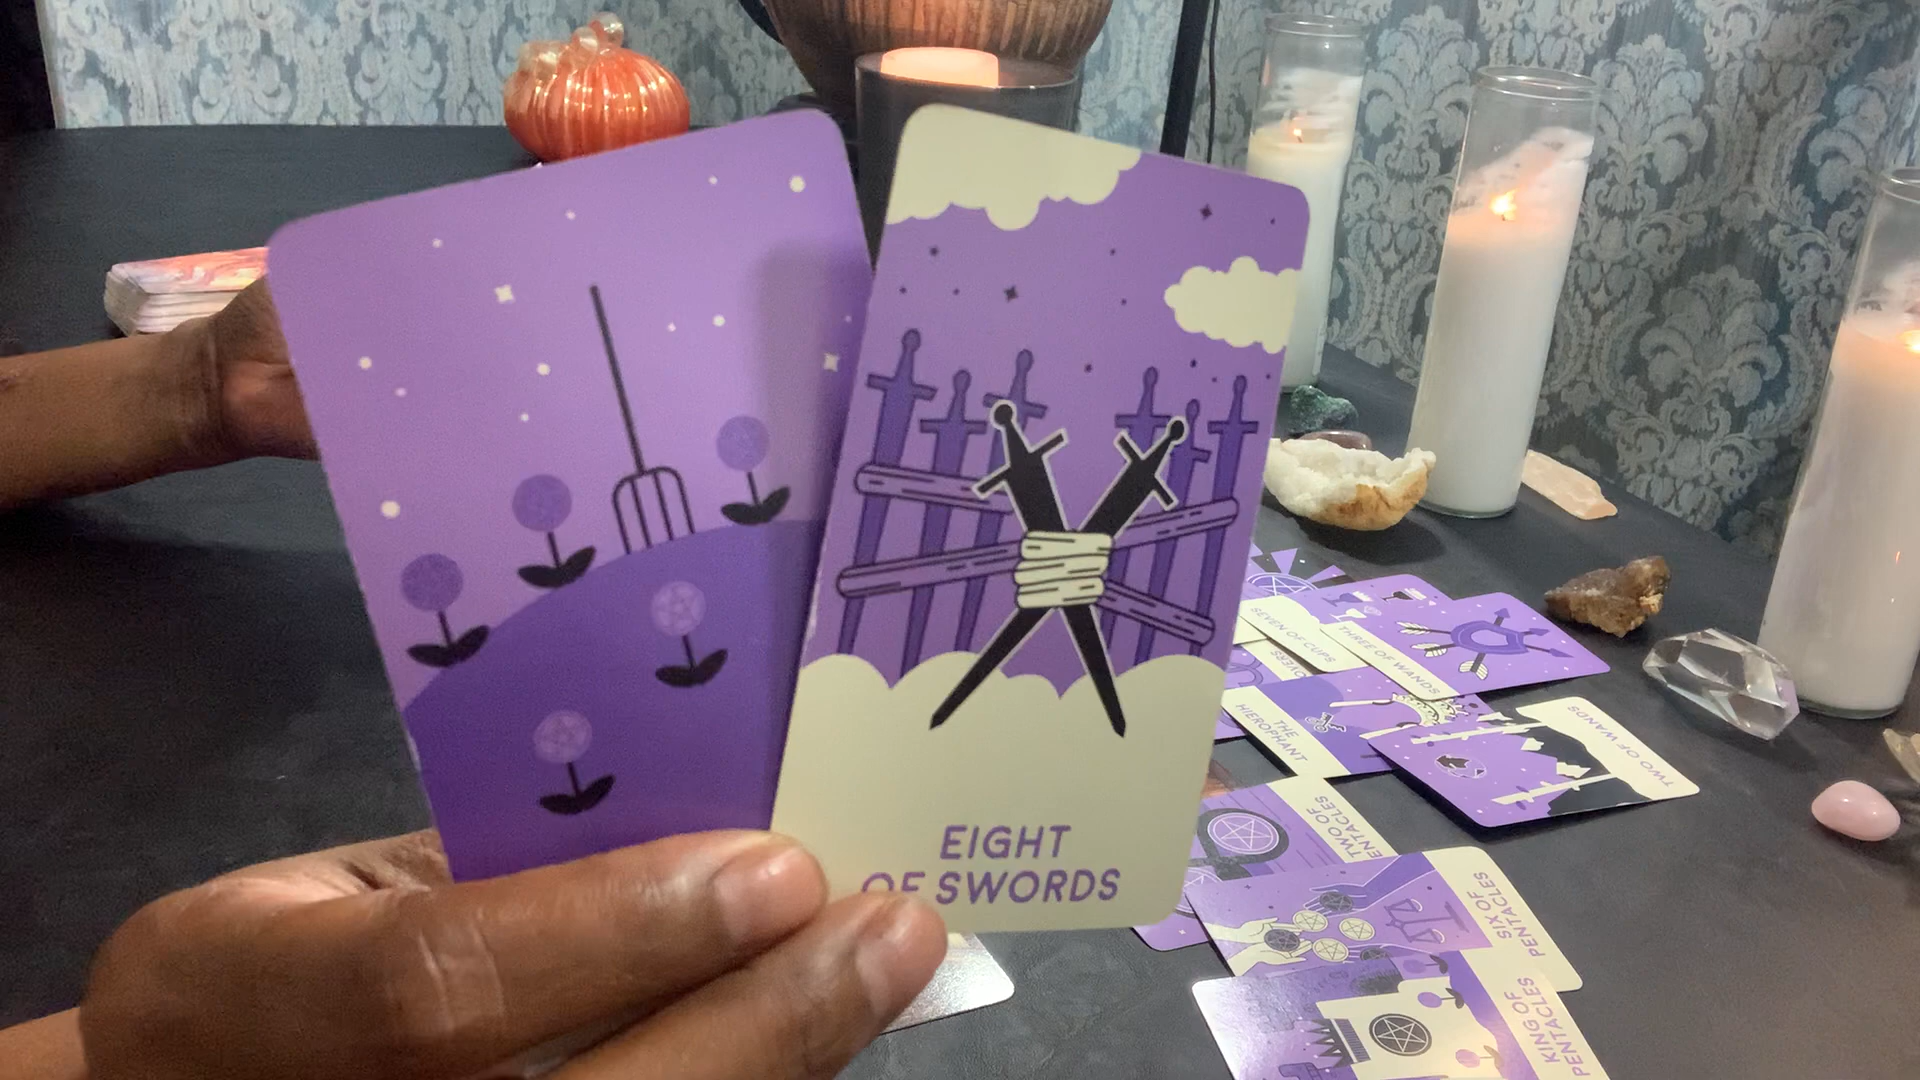 EIGHT
OF SWORDS
SEVEN OF CUPS
THREE OF WANDS
THE
HIEROPHANT
TWO OF WANDS
TWO OF
SIX OF
PENTACLES
KING OF
PENTACLES